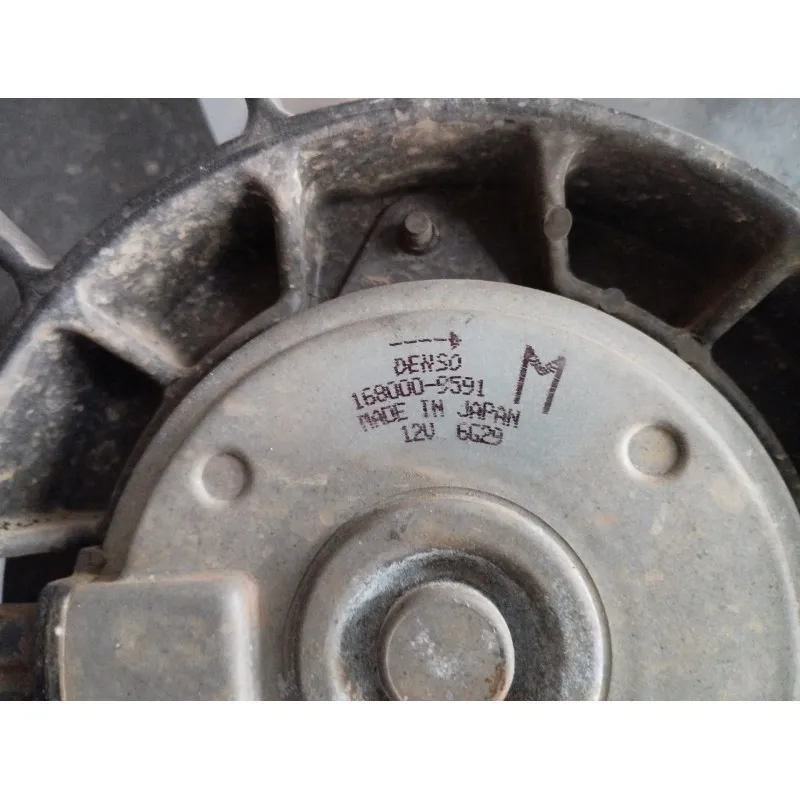 DENSO
168000-9591
MADE IN JAPAN
12V 6G29
M